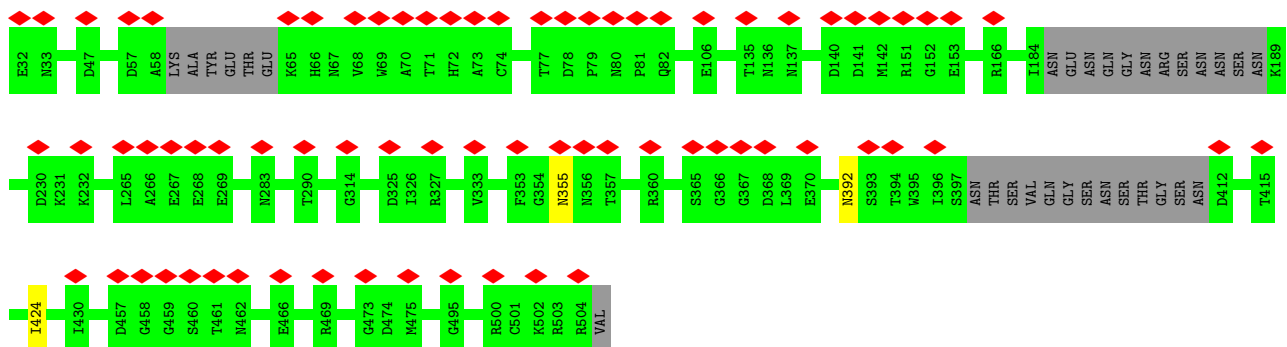 E32 N33 D47 D57 A58 LYS ALA TYR GLU THR GLU K65 H66 N67 V68 W69 A70 T71 H72 A73 C74 T77 D78 P79 N80 P81 Q82 E106 T135 N136 N137 D140 D141 M142 R151 G152 E153 R166 I184 ASN GLU ASN GLN GLY ASN ARG SER ASN ASN SER ASN K189
D230 K231 K232 L265 A266 E267 E268 E269 N283 T290 G314 D325 I326 R327 V333 F353 G354 N355 N356 T357 R360 S365 G366 G367 D368 L369 E370 N392 S393 T394 W395 I396 S397 ASN THR SER VAL GLN GLY SER ASN SER THR GLY SER ASN D412 T415
I424 I430 D457 G458 G459 S460 T461 N462 E466 R469 G473 D474 M475 G495 R500 C501 K502 R503 R504 VAL